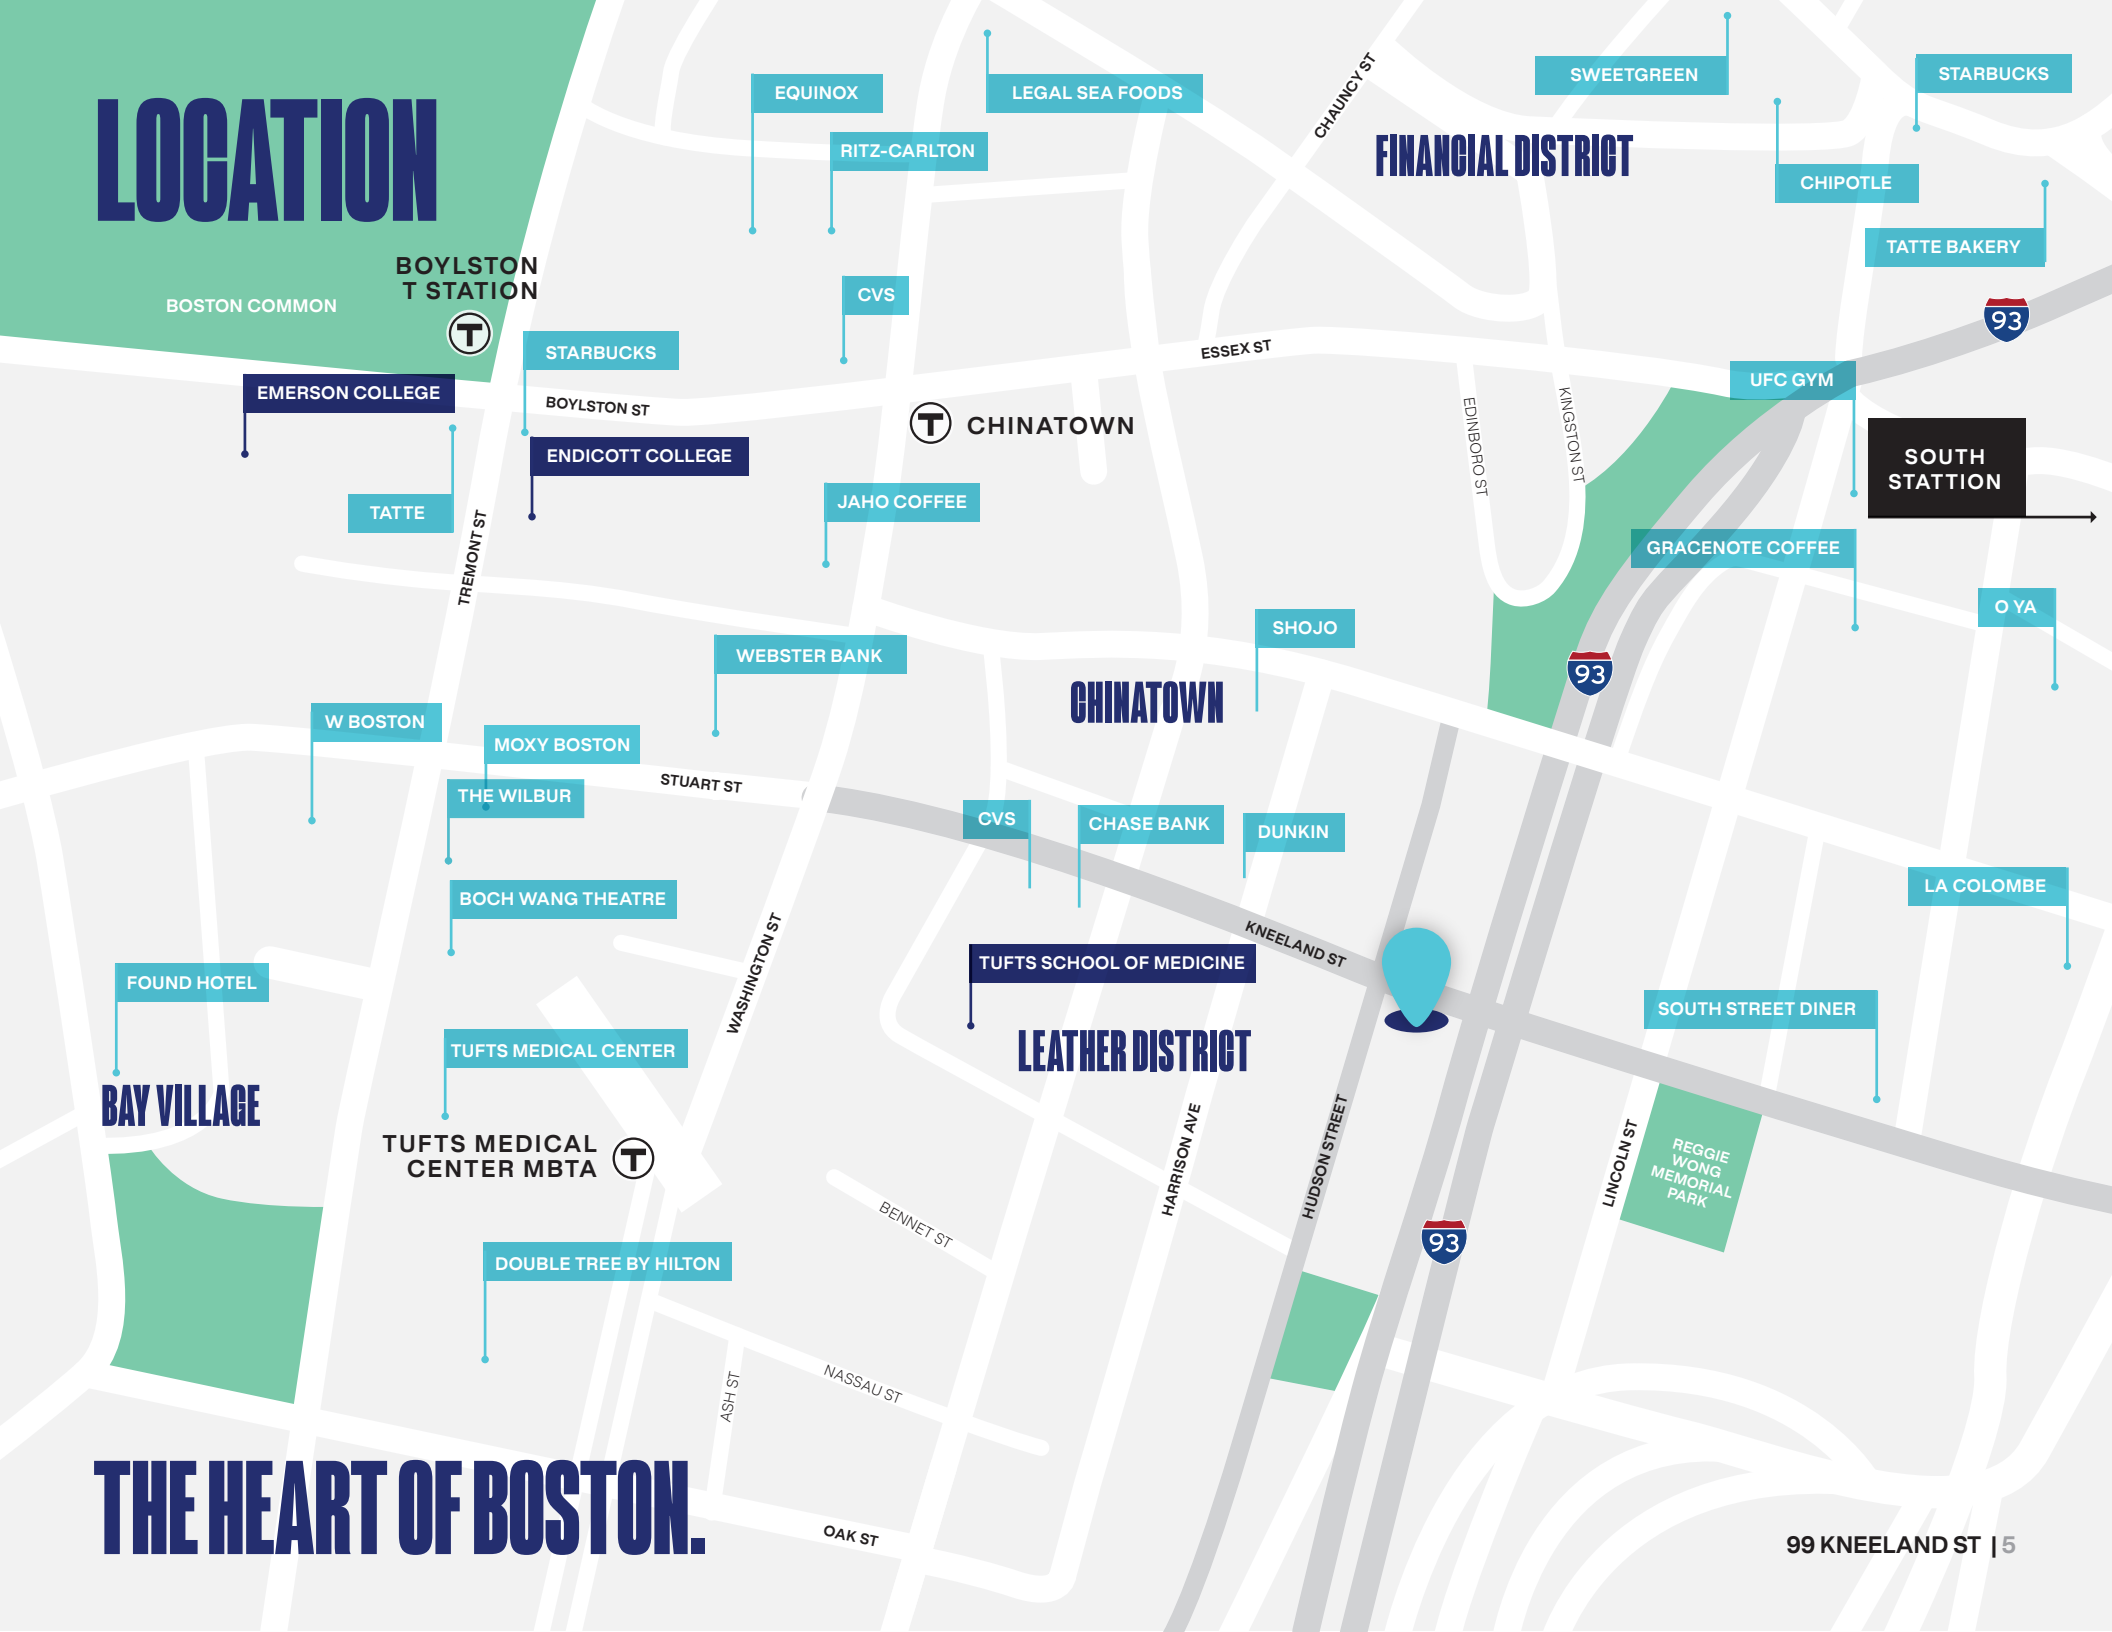 LOCATION
EQUINOX
LEGAL SEA FOODS
CHAUNCY ST
SWEETGREEN
STARBUCKS
RITZ-CARLTON
FINANCIAL DISTRICT
CHIPOTLE
TATTE BAKERY
BOYLSTON
T STATION
T
BOSTON COMMON
CVS
93
STARBUCKS
ESSEX ST
UFC GYM
EMERSON COLLEGE
BOYLSTON ST
T
CHINATOWN
EDINBORO ST
KINGSTON ST
SOUTH
STATTION
ENDICOTT COLLEGE
TATTE
JAHO COFFEE
TREMONT ST
GRACENOTE COFFEE
O YA
SHOJO
WEBSTER BANK
93
CHINATOWN
W BOSTON
MOXY BOSTON
STUART ST
THE WILBUR
CVS
CHASE BANK
DUNKIN
BOCH WANG THEATRE
LA COLOMBE
WASHINGTON ST
KNEELAND ST
TUFTS SCHOOL OF MEDICINE
FOUND HOTEL
SOUTH STREET DINER
TUFTS MEDICAL CENTER
LEATHER DISTRICT
BAY VILLAGE
TUFTS MEDICAL
CENTER MBTA
T
HARRISON AVE
HUDSON STREET
LINCOLN ST
REGGIE
WONG
MEMORIAL
PARK
BENNET ST
93
DOUBLE TREE BY HILTON
ASH ST
NASSAU ST
THE HEART OF BOSTON.
OAK ST
99 KNEELAND ST | 5